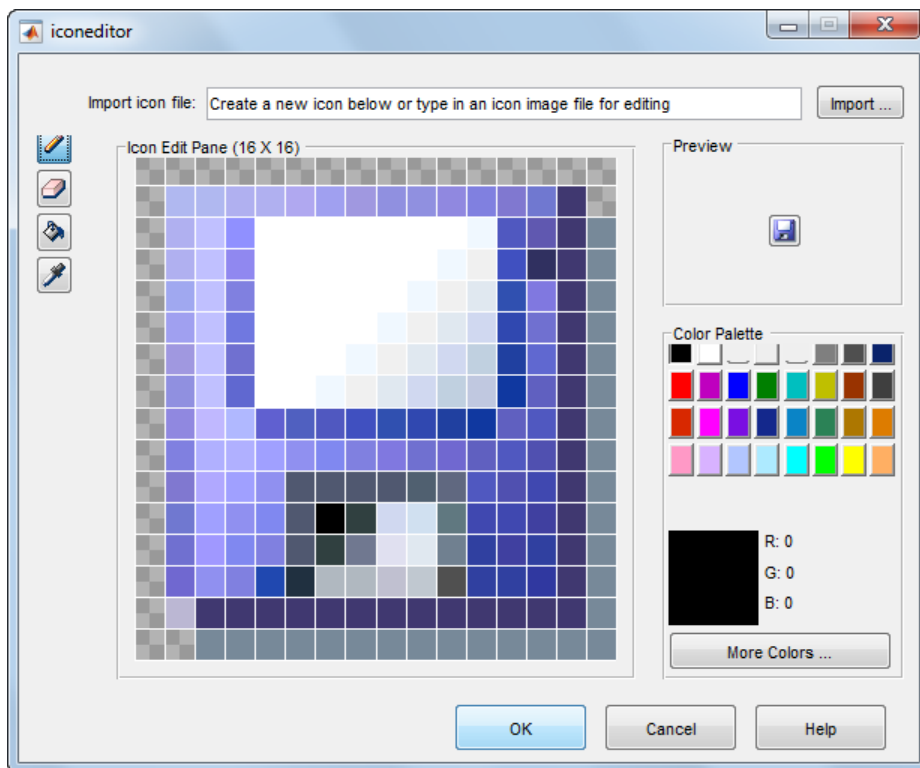 iconeditor
Import icon file: Create a new icon below or type in an icon image file for editing Import ...
Icon Edit Pane (16 X 16)
Preview
Color Palette
R: 0
G: 0
B: 0
More Colors ...
OK Cancel Help